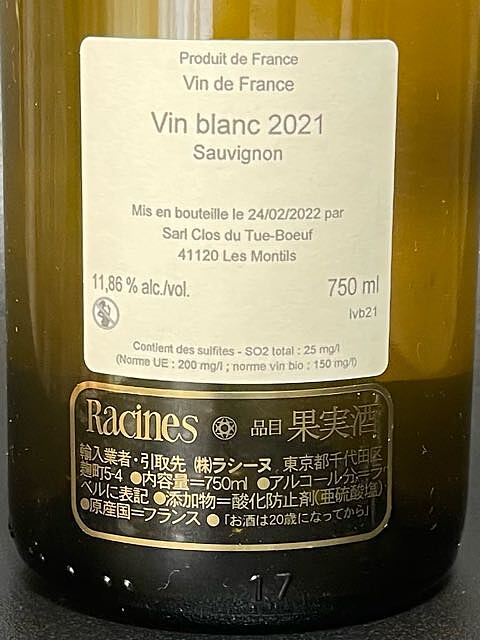 Produit de France
Vin de France
Vin blanc 2021
Sauvignon
Mis en bouteille le 24/02/2022 par
Sarl Clos du Tue-Boeuf
41120 Les Montils
11,86 % alc./vol.
750 ml
lvb21
Contient des sulfites - SO2 total : 25 mg/l
(Norme UE : 200 mg/l ; norme vin bio : 150 mg/l)
Racines 品目 果実酒
輸入業者・引取先 ㈱ラシーヌ 東京都千代田区
麹町5-4 ●内容量=750ml ●アルコール分=ラ
ベルに表記 ●添加物=酸化防止剤(亜硫酸塩)
●原産国=フランス ●「お酒は20歳になってから」
17